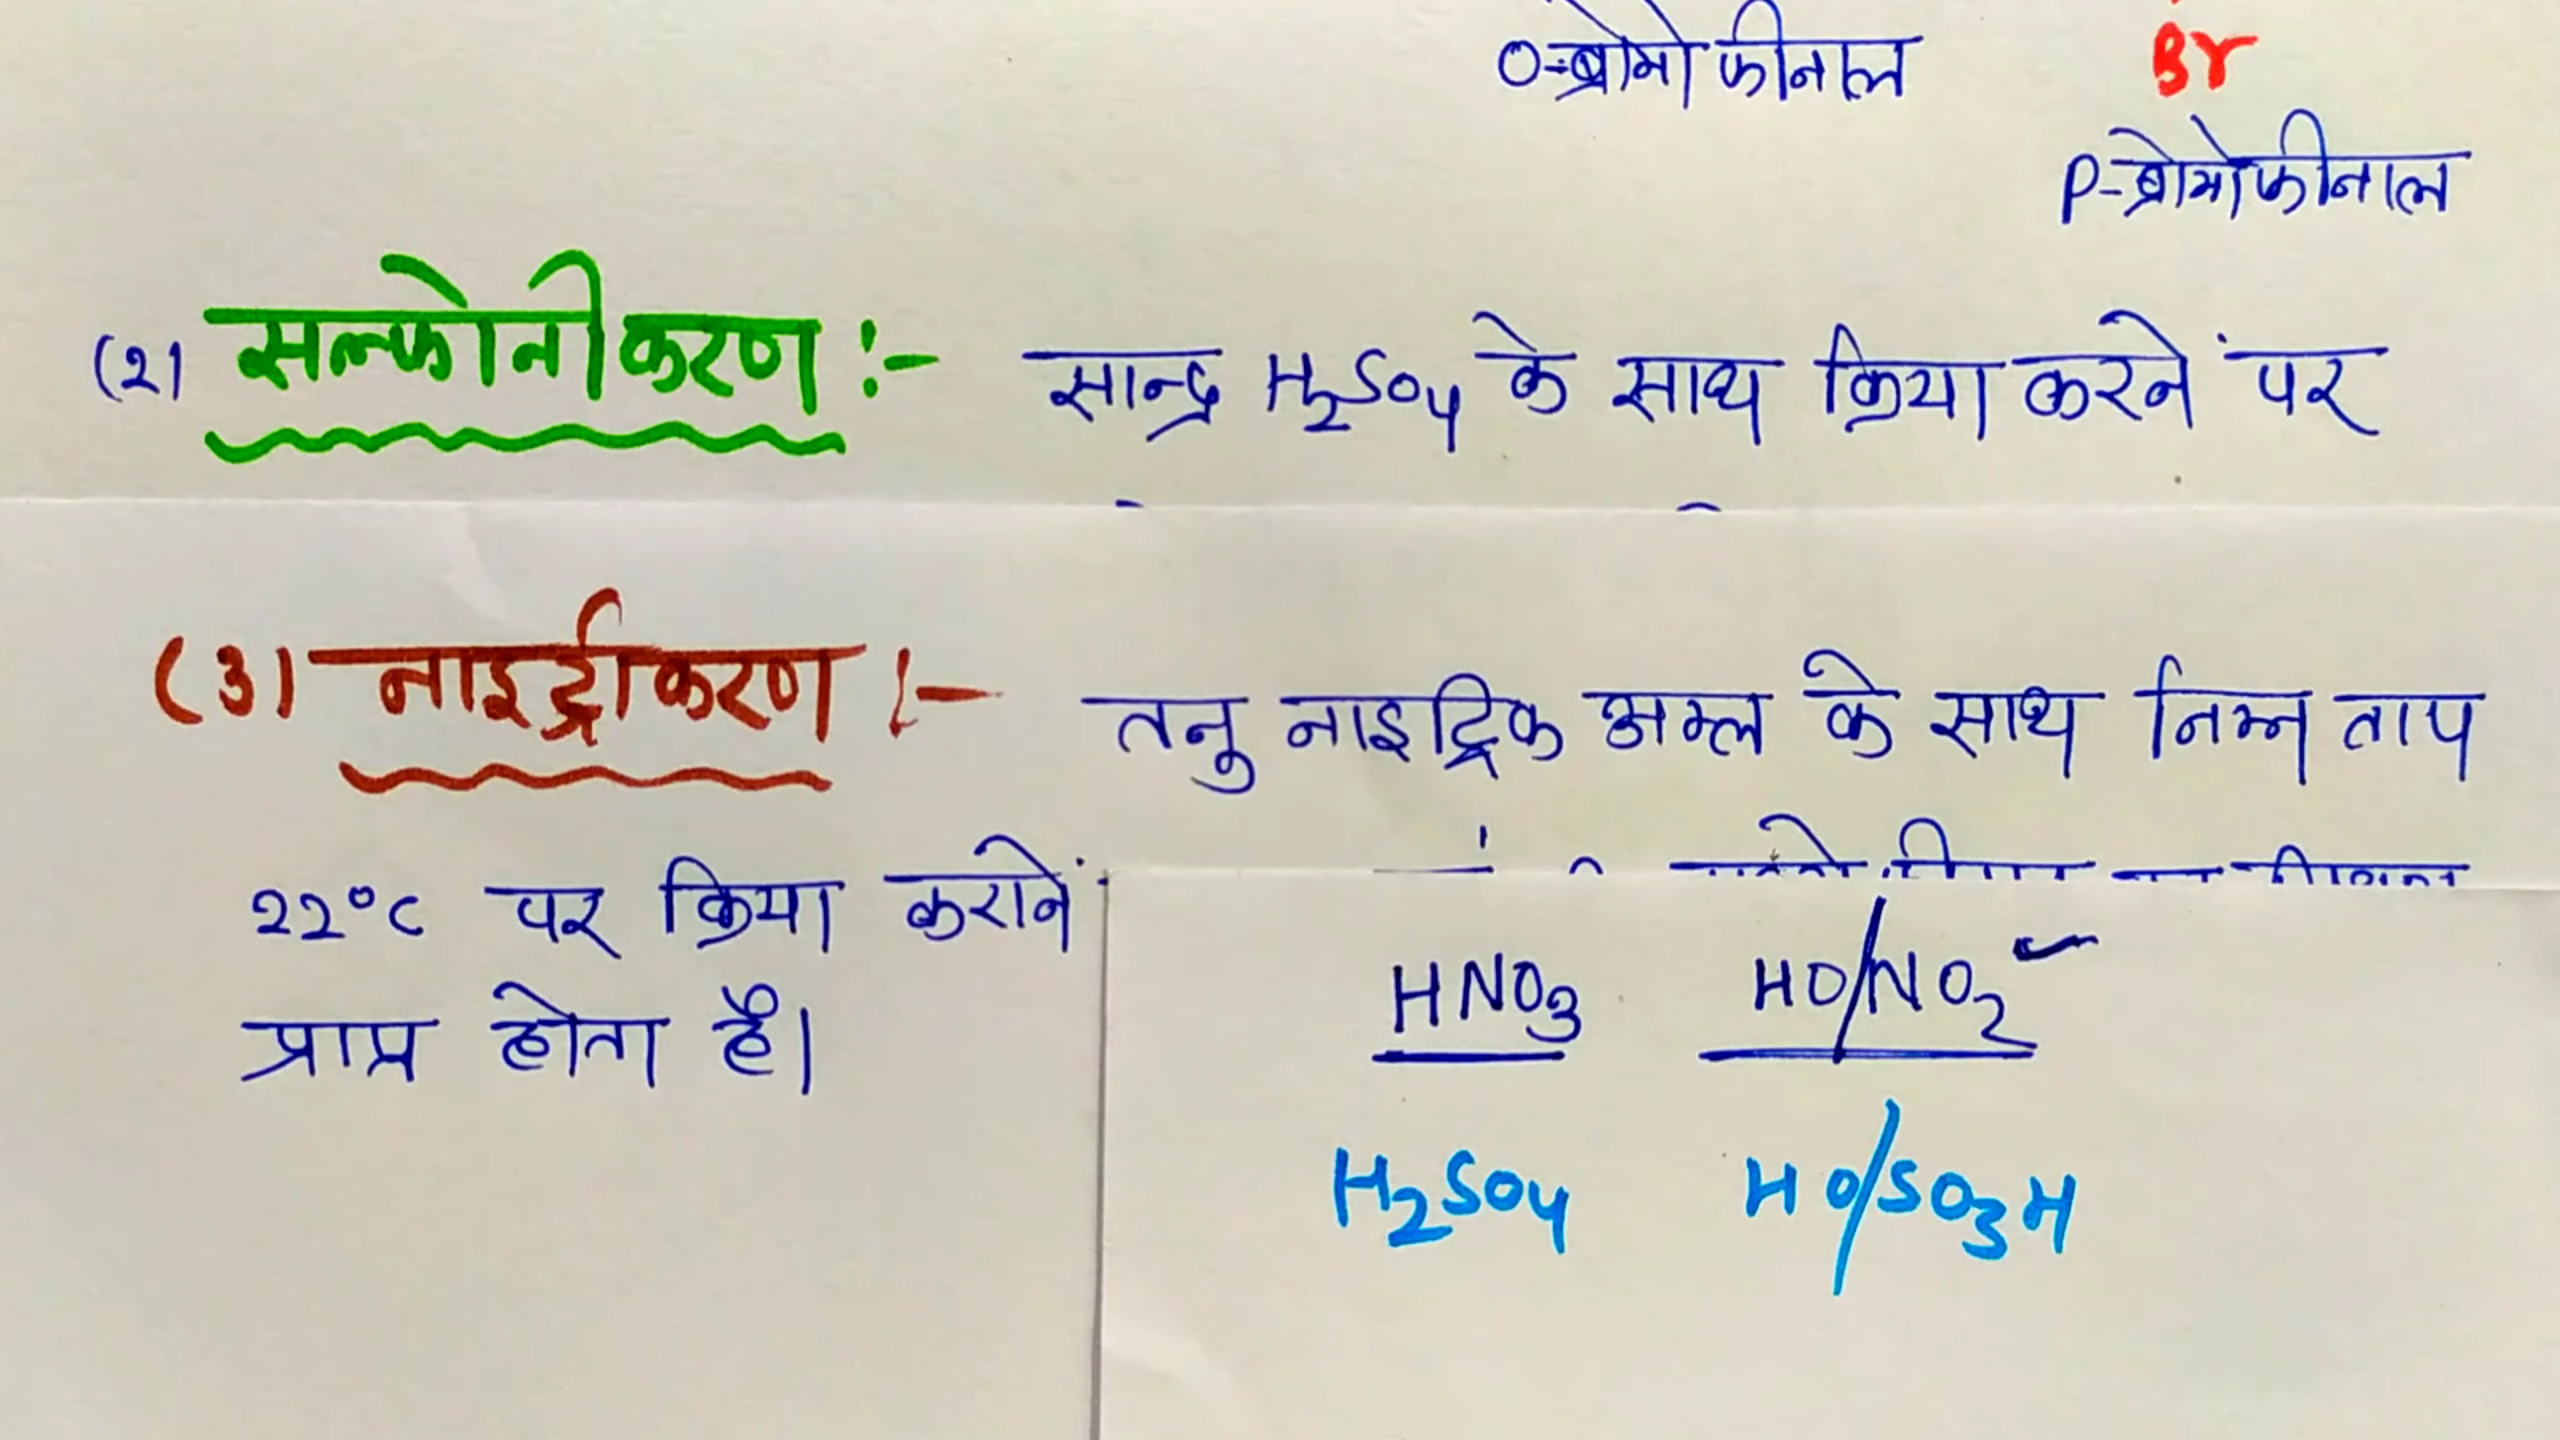 O-ब्रोमो फीनाल
Br
P-ब्रोमोफीनाल
(2) सल्फोनीकरण :- सान्द्र H2SO4 के साथ क्रिया करनें पर
(3) नाइट्रीकरण :- तनु नाइट्रिक अम्ल के साथ निम्न ताप
22°C पर क्रिया करानें
प्राप्त होता है।
HNO3 HO/NO2
H2SO4 HO/SO3H